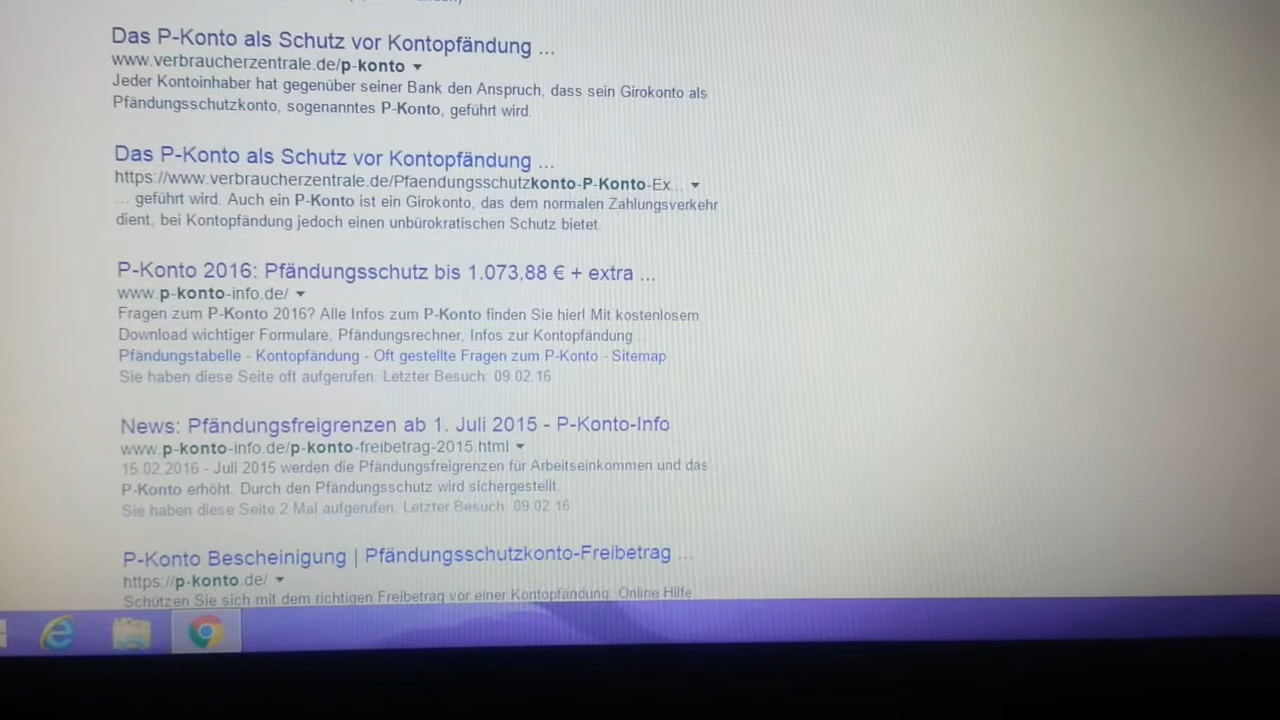 Das P-Konto als Schutz vor Kontopfändung ...
www.verbraucherzentrale.de/p-konto
Jeder Kontoinhaber hat gegenüber seiner Bank den Anspruch, dass sein Girokonto als
Pfändungsschutzkonto, sogenanntes P-Konto, geführt wird.
Das P-Konto als Schutz vor Kontopfändung ...
https://www.verbraucherzentrale.de/Pfaendungsschutzkonto-P-Konto-Ex...
... geführt wird. Auch ein P-Konto ist ein Girokonto, das dem normalen Zahlungsverkehr
dient, bei Kontopfändung jedoch einen unbürokratischen Schutz bietet.
P-Konto 2016: Pfändungsschutz bis 1.073,88 € + extra ...
www.p-konto-info.de/
Fragen zum P-Konto 2016? Alle Infos zum P-Konto finden Sie hier! Mit kostenlosem
Download wichtiger Formulare, Pfändungsrechner, Infos zur Kontopfändung
Pfändungstabelle - Kontopfändung - Oft gestellte Fragen zum P-Konto - Sitemap
Sie haben diese Seite oft aufgerufen. Letzter Besuch: 09.02.16
News: Pfändungsfreigrenzen ab 1. Juli 2015 - P-Konto-Info
www.p-konto-info.de/p-konto-freibetrag-2015.html
15.02.2016 - Juli 2015 werden die Pfändungsfreigrenzen für Arbeitseinkommen und das
P-Konto erhöht. Durch den Pfändungsschutz wird sichergestellt.
Sie haben diese Seite 2 Mal aufgerufen. Letzter Besuch: 09.02.16
P-Konto Bescheinigung | Pfändungsschutzkonto-Freibetrag ...
https://p-konto.de/
Schützen Sie sich mit dem richtigen Freibetrag vor einer Kontopfändung. Online Hilfe